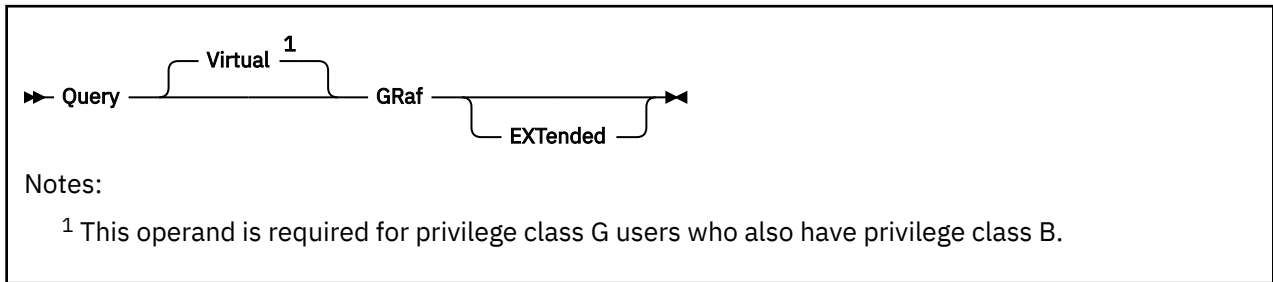 Virtual 1
Query GRaf
EXTended
Notes:
1 This operand is required for privilege class G users who also have privilege class B.